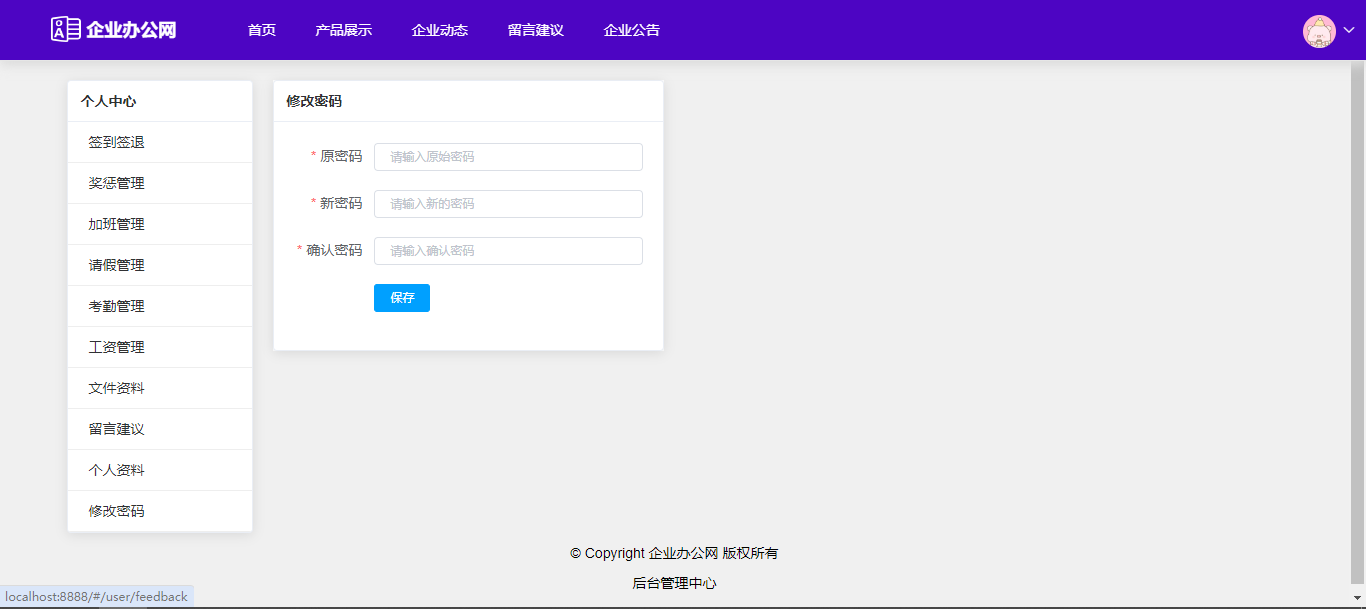 企业办公网
首页 产品展示 企业动态 留言建议 企业公告
个人中心
签到签退
奖惩管理
加班管理
请假管理
考勤管理
工资管理
文件资料
留言建议
个人资料
修改密码
修改密码
* 原密码 请输入原始密码
* 新密码 请输入新的密码
* 确认密码 请输入确认密码
保存
© Copyright 企业办公网 版权所有
后台管理中心
localhost:8888/#/user/feedback